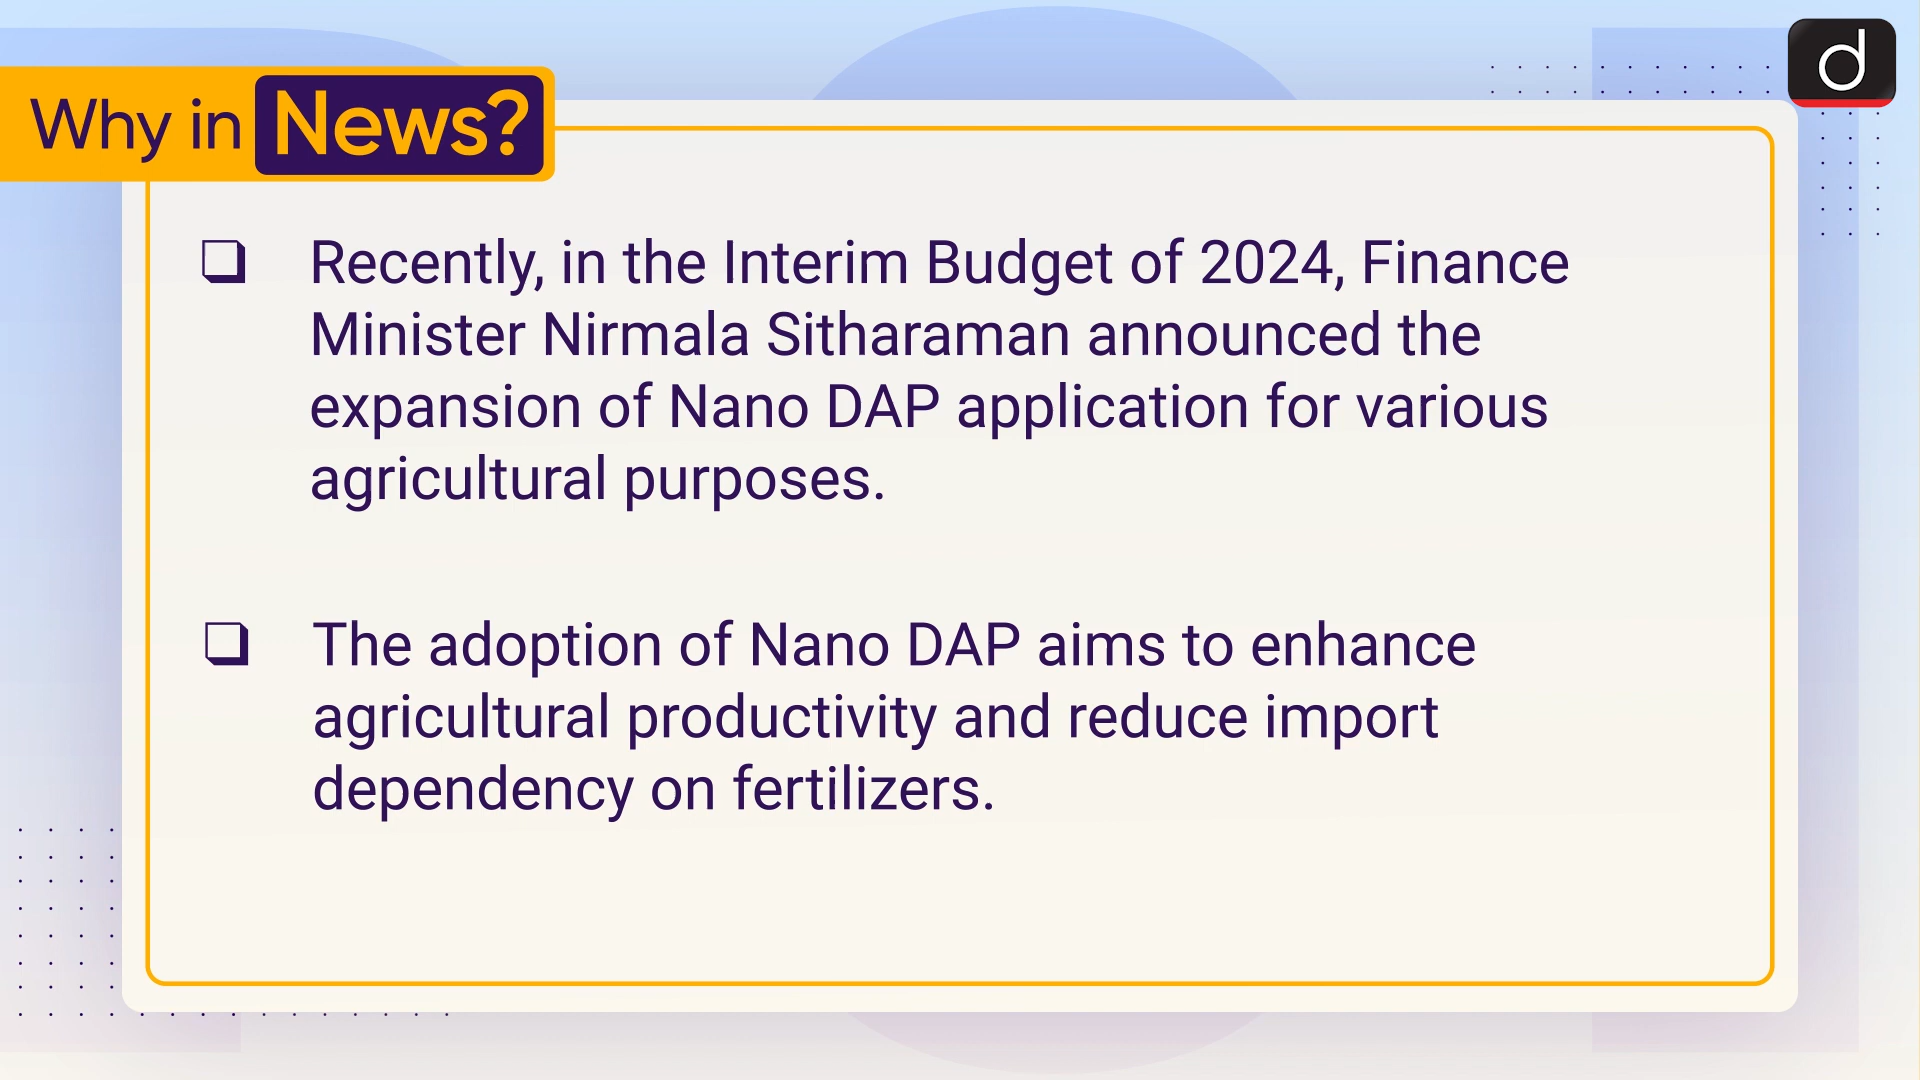 Why in News?
d
❑ Recently, in the Interim Budget of 2024, Finance
Minister Nirmala Sitharaman announced the
expansion of Nano DAP application for various
agricultural purposes.
❑ The adoption of Nano DAP aims to enhance
agricultural productivity and reduce import
dependency on fertilizers.